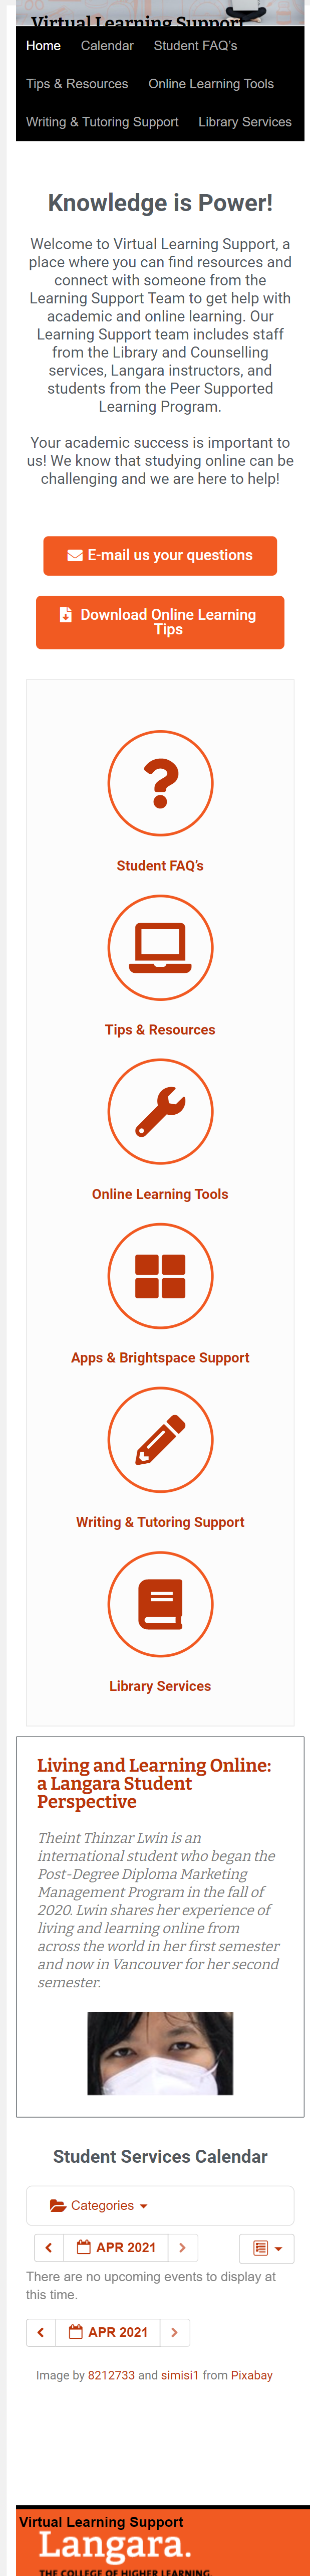 Virtual Learning Support
Home Calendar Student FAQ's
Tips & Resources Online Learning Tools
Writing & Tutoring Support Library Services
Knowledge is Power!
Welcome to Virtual Learning Support, a
place where you can find resources and
connect with someone from the
Learning Support Team to get help with
academic and online learning. Our
Learning Support team includes staff
from the Library and Counselling
services, Langara instructors, and
students from the Peer Supported
Learning Program.
Your academic success is important to
us! We know that studying online can be
challenging and we are here to help!
E-mail us your questions
Download Online Learning
Tips
Student FAQ's
Tips & Resources
Online Learning Tools
Apps & Brightspace Support
Writing & Tutoring Support
Library Services
Living and Learning Online:
a Langara Student
Perspective
Theint Thinzar Lwin is an
international student who began the
Post-Degree Diploma Marketing
Management Program in the fall of
2020. Lwin shares her experience of
living and learning online from
across the world in her first semester
and now in Vancouver for her second
semester.
Student Services Calendar
Categories
APR 2021
There are no upcoming events to display at
this time.
APR 2021
Image by 8212733 and simisi1 from Pixabay
Virtual Learning Support
Langara.
THE COLLEGE OF HIGHER LEARNING.